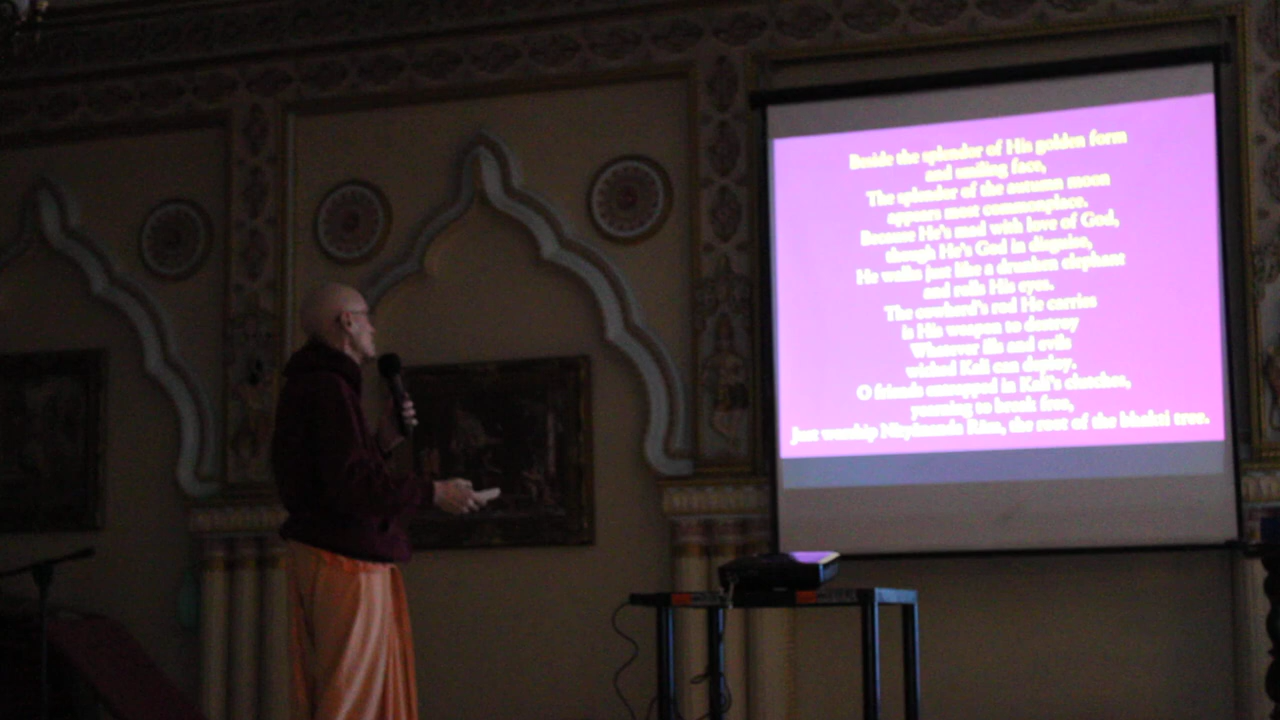 Beside the splendor of His golden form
and smiling face,
The splendor of the autumn moon
appears most commonplace.
Because He's mad with love of God,
though He's God in disguise,
He walks just like a drunken elephant
and rolls His eyes.
The cowherd's rod He carries
is His weapon to destroy
Whatever ills and evils
wicked Kali can deploy.
O friends entrapped in Kali's clutches,
yearning to break free,
Just worship Nityānanda Rām, the root of the bhakti tree.